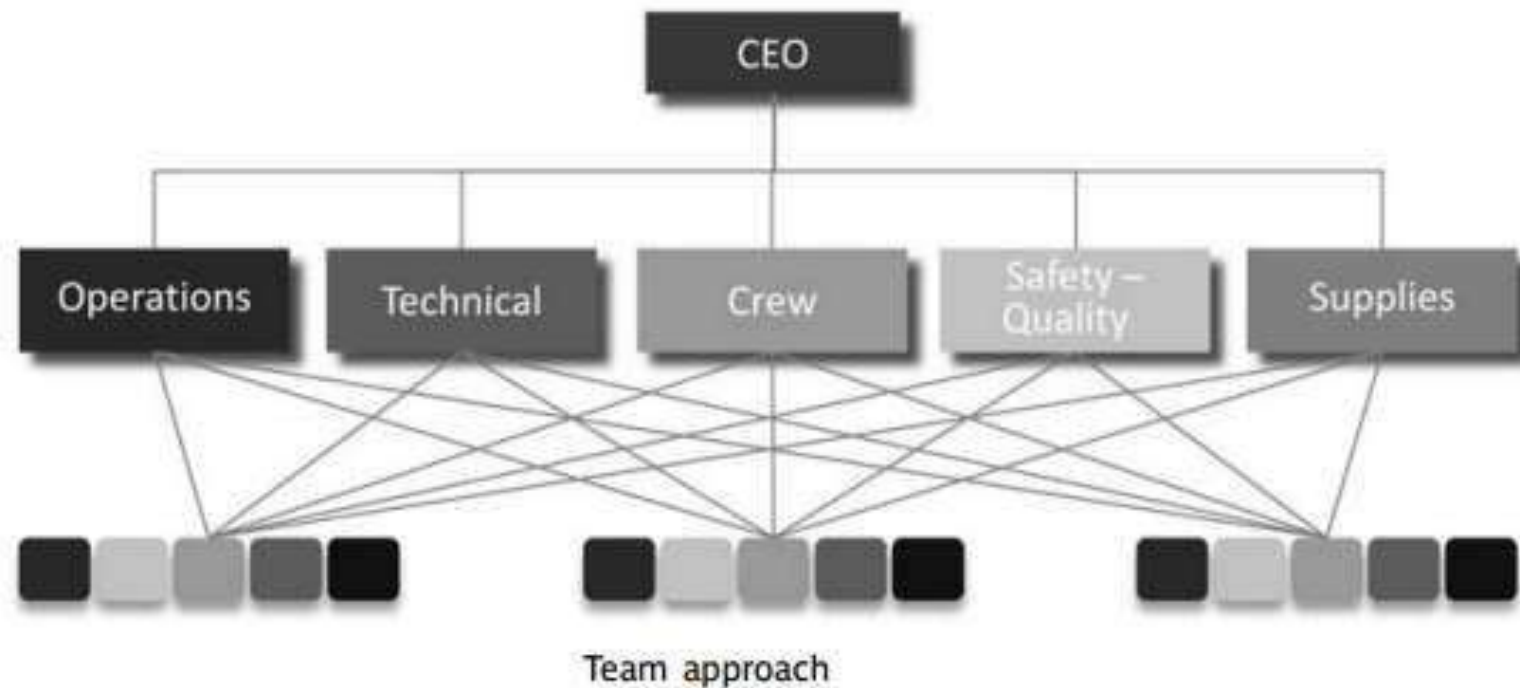 CEO
Operations
Technical
Crew
Safety –
Quality
Supplies
Team approach